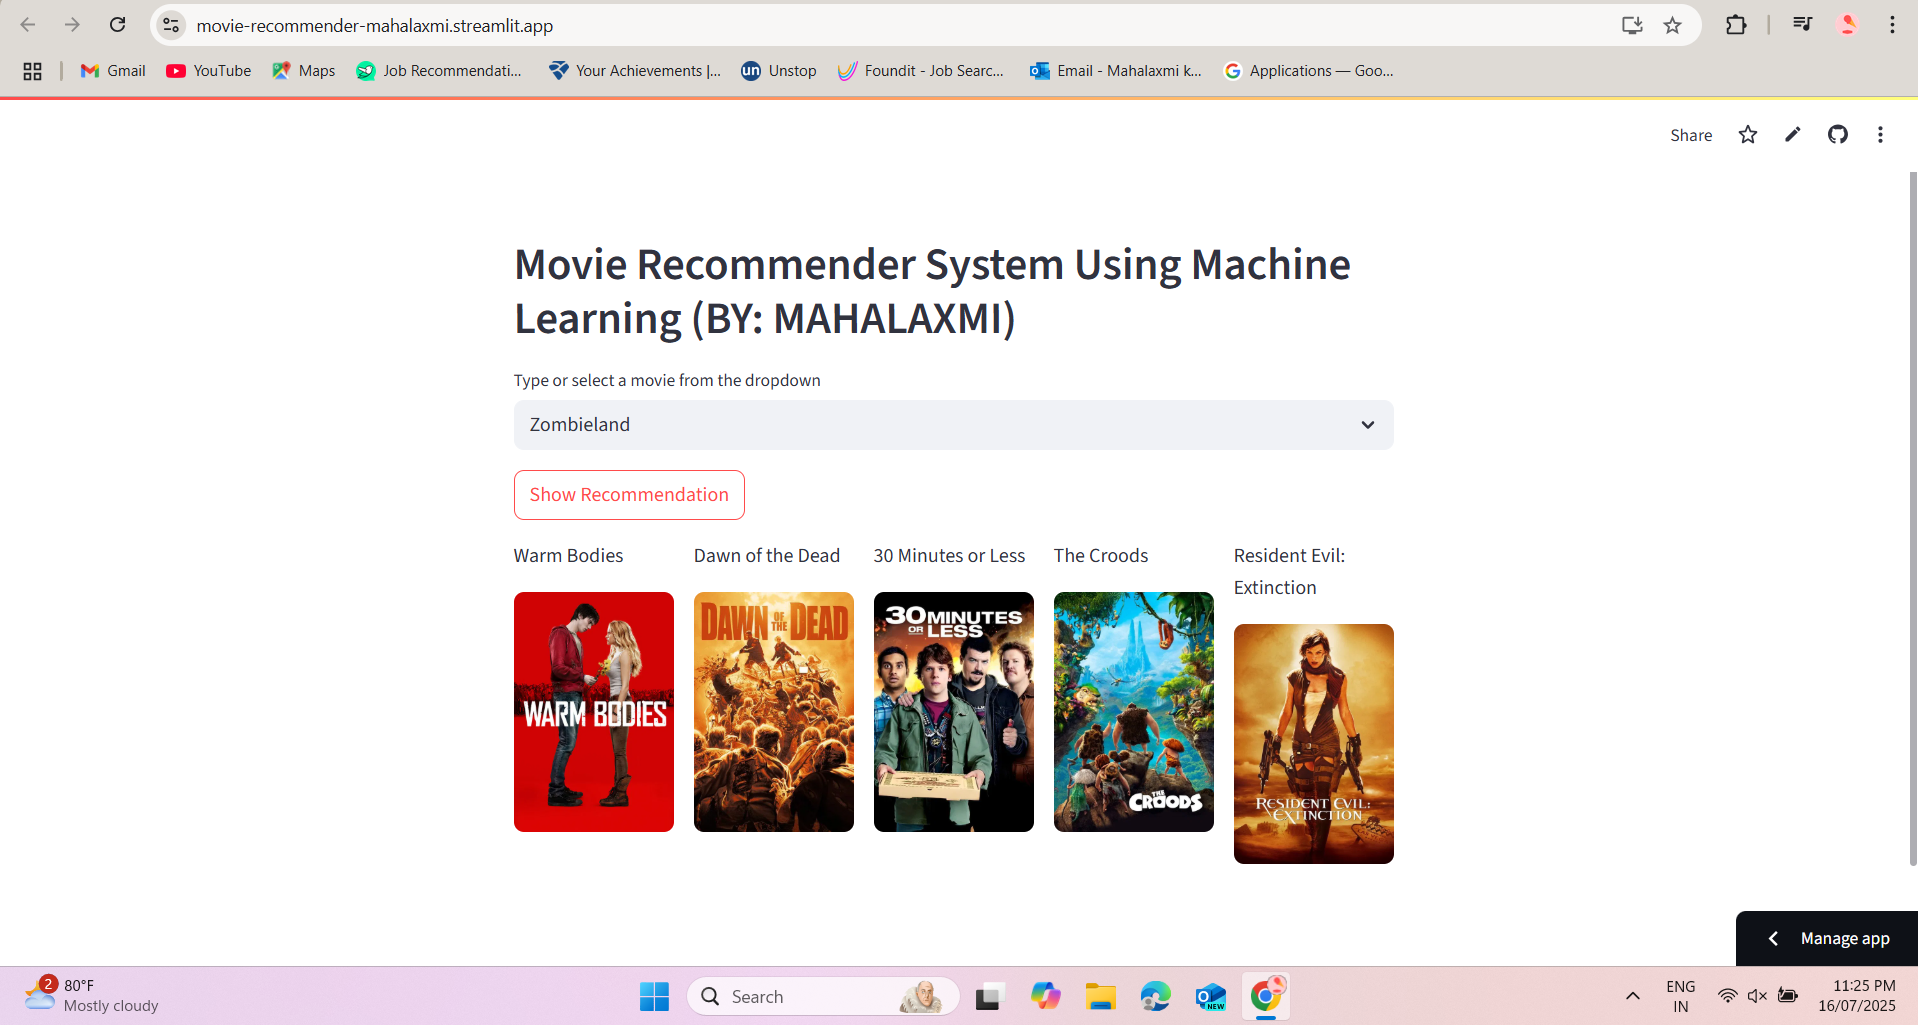 movie-recommender-mahalaxmi.streamlit.app
Gmail
YouTube
Maps
Job Recommendati...
Your Achievements |...
un
Unstop
Foundit - Job Searc...
Email - Mahalaxmi k...
Applications — Goo...
Share
Movie Recommender System Using Machine
Learning (BY: MAHALAXMI)
Type or select a movie from the dropdown
Zombieland
Show Recommendation
Warm Bodies
Dawn of the Dead
30 Minutes or Less
The Croods
Resident Evil:
Extinction
WARM BODIES
DAWN OF THE DEAD
30 MINUTES
OR LESS
THE
CROODS
RESIDENT EVIL:
EXTINCTION
Manage app
2
80°F
Mostly cloudy
Search
NEW
ENG
IN
11:25 PM
16/07/2025